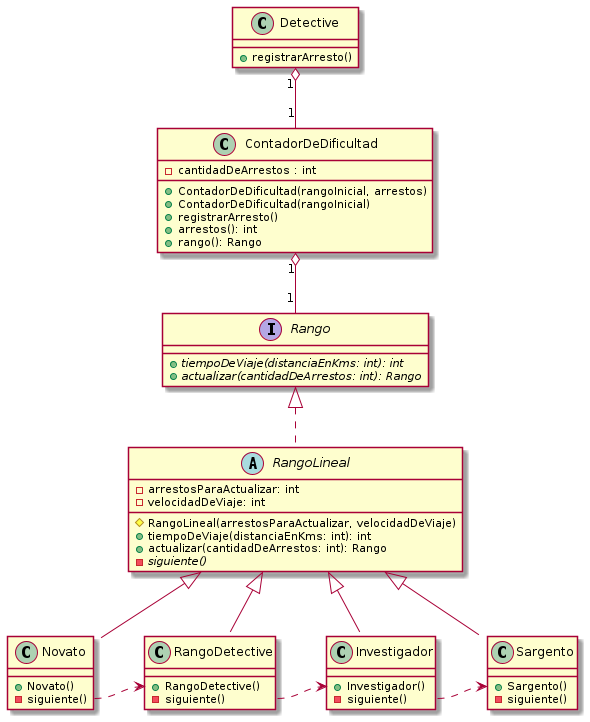 C Detective
registrarArresto()
1
1
C ContadorDeDificultad
cantidadDeArrestos : int
ContadorDeDificultad(rangoInicial, arrestos)
ContadorDeDificultad(rangoInicial)
registrarArresto()
arrestos(): int
rango(): Rango
1
1
I Rango
tiempoDeViaje(distanciaEnKms: int): int
actualizar(cantidadDeArrestos: int): Rango
A RangoLineal
arrestosParaActualizar: int
velocidadDeViaje: int
RangoLineal(arrestosParaActualizar, velocidadDeViaje)
tiempoDeViaje(distanciaEnKms: int): int
actualizar(cantidadDeArrestos: int): Rango
siguiente()
C Novato
Novato()
siguiente()
C RangoDetective
RangoDetective()
siguiente()
C Investigador
Investigador()
siguiente()
C Sargento
Sargento()
siguiente()